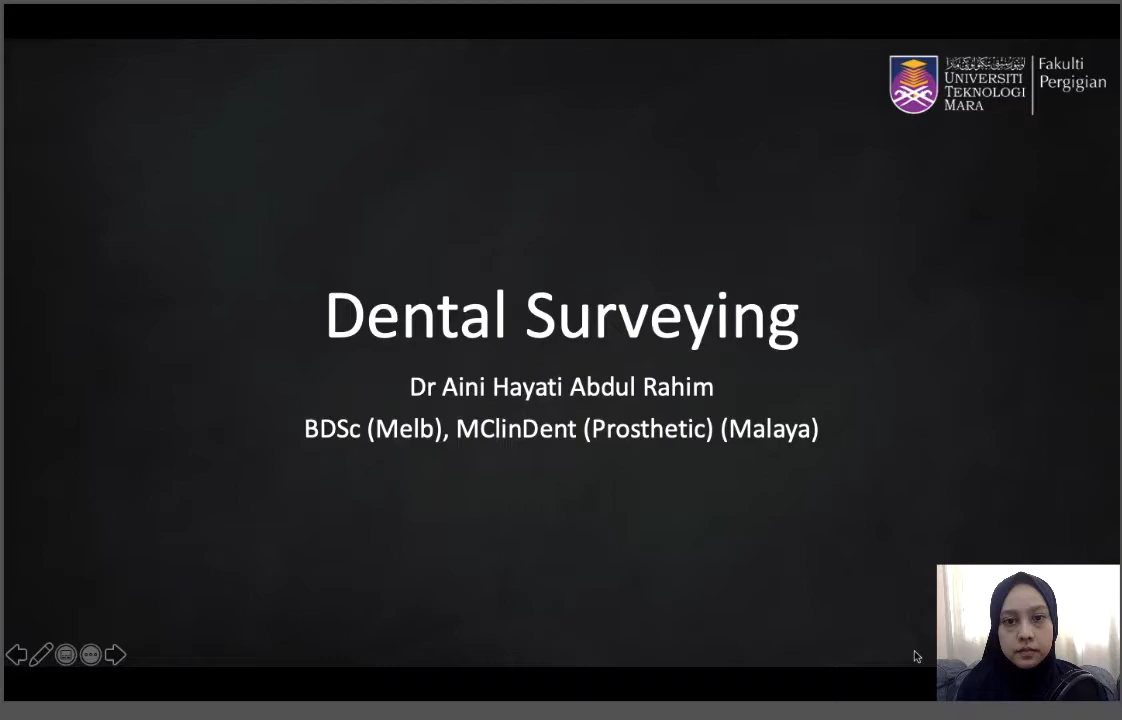 UNIVERSITI
TEKNOLOGI
MARA
Fakulti
Pergigian
Dental Surveying
Dr Aini Hayati Abdul Rahim
BDSc (Melb), MClinDent (Prosthetic) (Malaya)